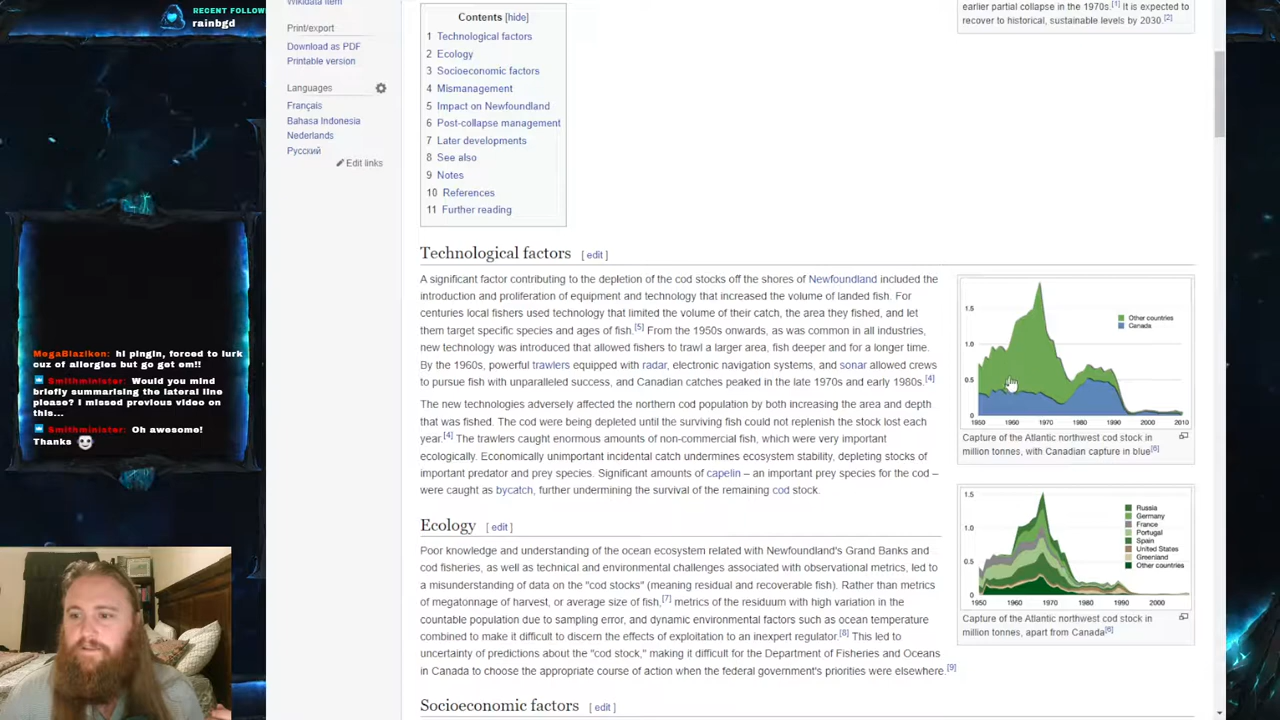 RECENT FOLLOW
rainbgd
MegaBlaziken: hi pingin, forced to lurk
cuz of allergies but go get em!!
Smithminister: Would you mind
briefly summarising the lateral line
please? I missed previous video on
this...
Smithminister: Oh awesome!
Thanks
Wikidata item
Print/export
Download as PDF
Printable version
Languages
Français
Bahasa Indonesia
Nederlands
Русский
Edit links
Contents [hide]
1 Technological factors
2 Ecology
3 Socioeconomic factors
4 Mismanagement
5 Impact on Newfoundland
6 Post-collapse management
7 Later developments
8 See also
9 Notes
10 References
11 Further reading
earlier partial collapse in the 1970s.[1] It is expected to
recover to historical, sustainable levels by 2030.[2]
Technological factors [ edit ]
A significant factor contributing to the depletion of the cod stocks off the shores of Newfoundland included the
introduction and proliferation of equipment and technology that increased the volume of landed fish. For
centuries local fishers used technology that limited the volume of their catch, the area they fished, and let
them target specific species and ages of fish.[5] From the 1950s onwards, as was common in all industries,
new technology was introduced that allowed fishers to trawl a larger area, fish deeper and for a longer time.
By the 1960s, powerful trawlers equipped with radar, electronic navigation systems, and sonar allowed crews
to pursue fish with unparalleled success, and Canadian catches peaked in the late 1970s and early 1980s.[4]
The new technologies adversely affected the northern cod population by both increasing the area and depth
that was fished. The cod were being depleted until the surviving fish could not replenish the stock lost each
year.[4] The trawlers caught enormous amounts of non-commercial fish, which were very important
ecologically. Economically unimportant incidental catch undermines ecosystem stability, depleting stocks of
important predator and prey species. Significant amounts of capelin – an important prey species for the cod –
were caught as bycatch, further undermining the survival of the remaining cod stock.
1.5
1.0
0.5
0
Other countries
Canada
1950 1960 1970 1980 1990 2000 2010
Capture of the Atlantic northwest cod stock in
million tonnes, with Canadian capture in blue[6]
1.5
1.0
0.5
0
Russia
Germany
France
Portugal
Spain
United States
Greenland
Other countries
1950 1960 1970 1980 1990 2000
Capture of the Atlantic northwest cod stock in
million tonnes, apart from Canada[6]
Ecology [ edit ]
Poor knowledge and understanding of the ocean ecosystem related with Newfoundland's Grand Banks and
cod fisheries, as well as technical and environmental challenges associated with observational metrics, led to
a misunderstanding of data on the "cod stocks" (meaning residual and recoverable fish). Rather than metrics
of megatonnage of harvest, or average size of fish,[7] metrics of the residuum with high variation in the
countable population due to sampling error, and dynamic environmental factors such as ocean temperature
combined to make it difficult to discern the effects of exploitation to an inexpert regulator.[8] This led to
uncertainty of predictions about the "cod stock," making it difficult for the Department of Fisheries and Oceans
in Canada to choose the appropriate course of action when the federal government's priorities were elsewhere.[9]
Socioeconomic factors [ edit ]